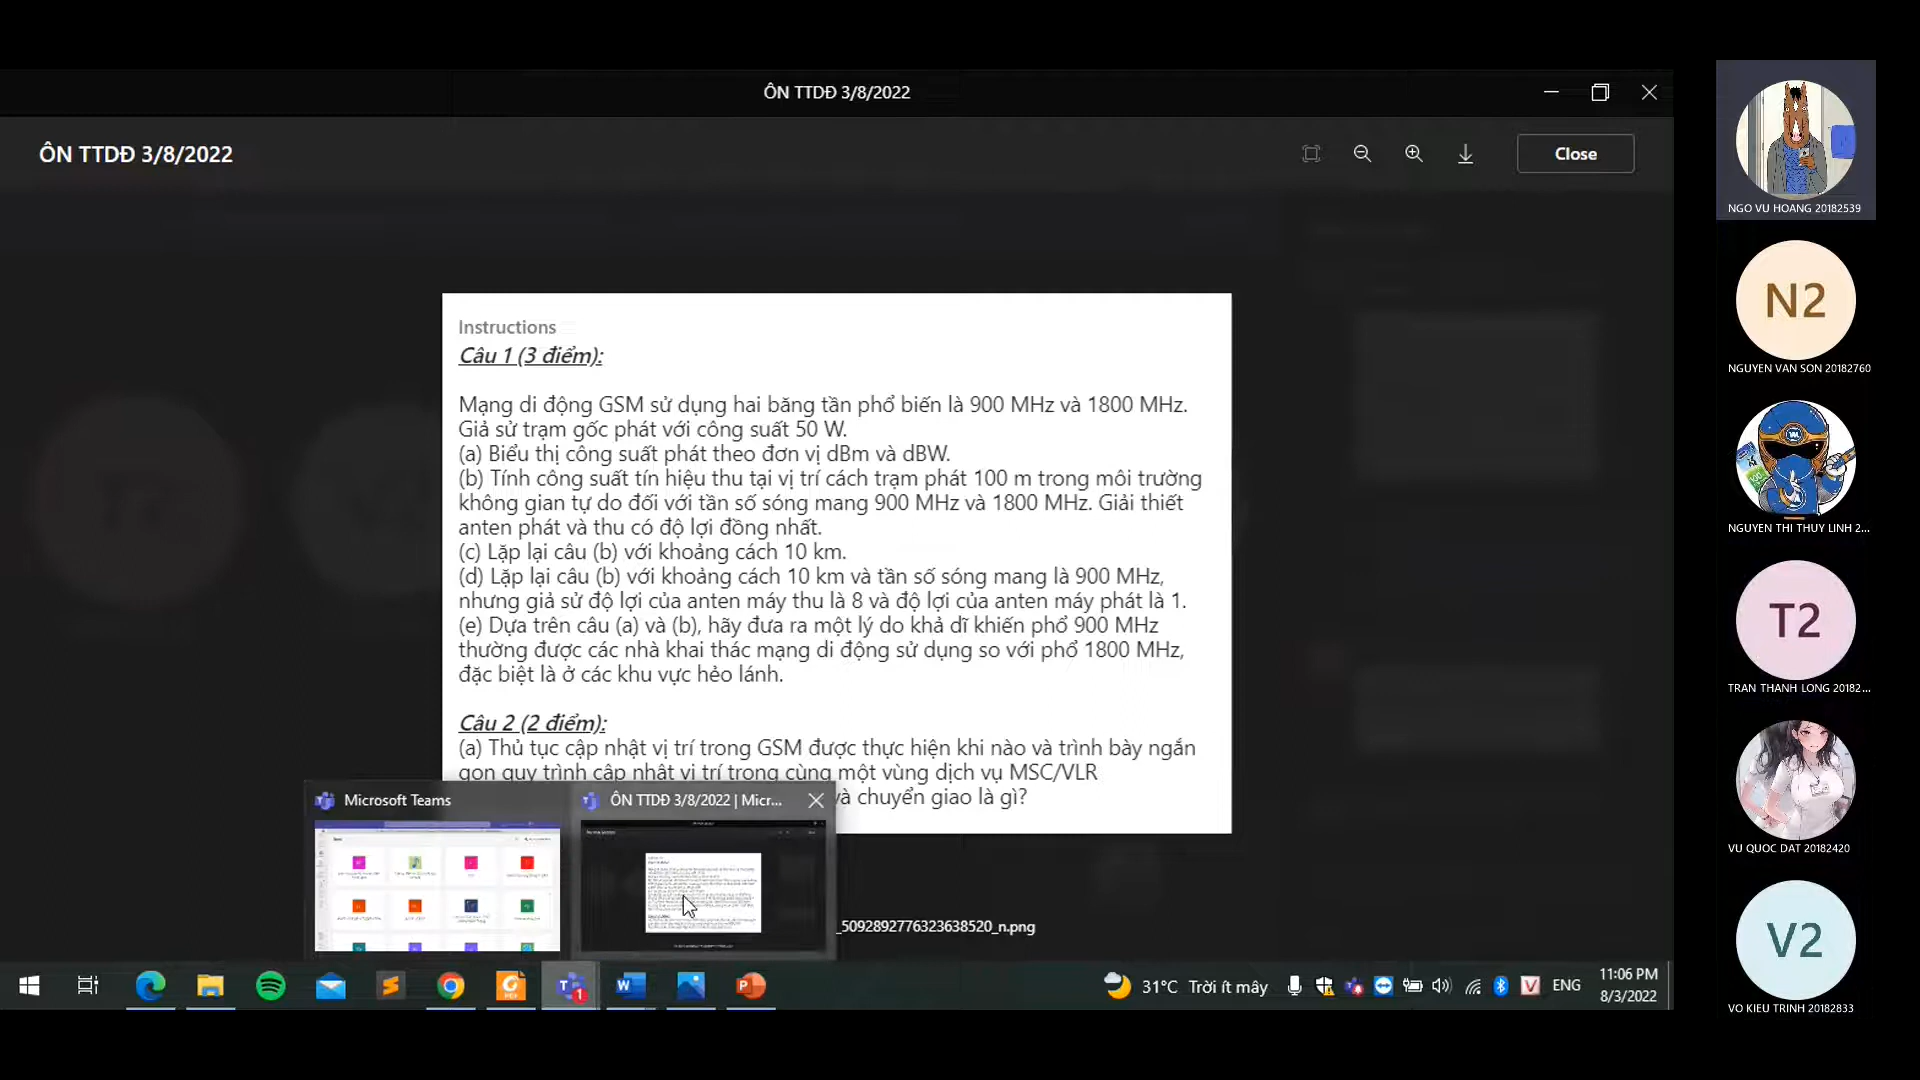 ÔN TTDĐ 3/8/2022
ÔN TTDĐ 3/8/2022
Close
Instructions
Câu 1 (3 điểm):
Mạng di động GSM sử dụng hai băng tần phổ biến là 900 MHz và 1800 MHz.
Giả sử trạm gốc phát với công suất 50 W.
(a) Biểu thị công suất phát theo đơn vị dBm và dBW.
(b) Tính công suất tín hiệu thu tại vị trí cách trạm phát 100 m trong môi trường
không gian tự do đối với tần số sóng mang 900 MHz và 1800 MHz. Giải thiết
anten phát và thu có độ lợi đồng nhất.
(c) Lặp lại câu (b) với khoảng cách 10 km.
(d) Lặp lại câu (b) với khoảng cách 10 km và tần số sóng mang là 900 MHz,
nhưng giả sử độ lợi của anten máy thu là 8 và độ lợi của anten máy phát là 1.
(e) Dựa trên câu (a) và (b), hãy đưa ra một lý do khả dĩ khiến phổ 900 MHz
thường được các nhà khai thác mạng di động sử dụng so với phổ 1800 MHz,
đặc biệt là ở các khu vực hẻo lánh.
Câu 2 (2 điểm):
(a) Thủ tục cập nhật vị trí trong GSM được thực hiện khi nào và trình bày ngắn
gọn quy trình cập nhật vị trí trong cùng một vùng dịch vụ MSC/VLR
và chuyển giao là gì?
Microsoft Teams
ÔN TTDĐ 3/8/2022 | Micr...
_5092892776323638520_n.png
31°C Trời ít mây
ENG
11:06 PM
8/3/2022
NGO VU HOANG 20182539
N2
NGUYEN VAN SON 20182760
NGUYEN THI THUY LINH 2...
T2
TRAN THANH LONG 20182...
VU QUOC DAT 20182420
V2
VO KIEU TRINH 20182833